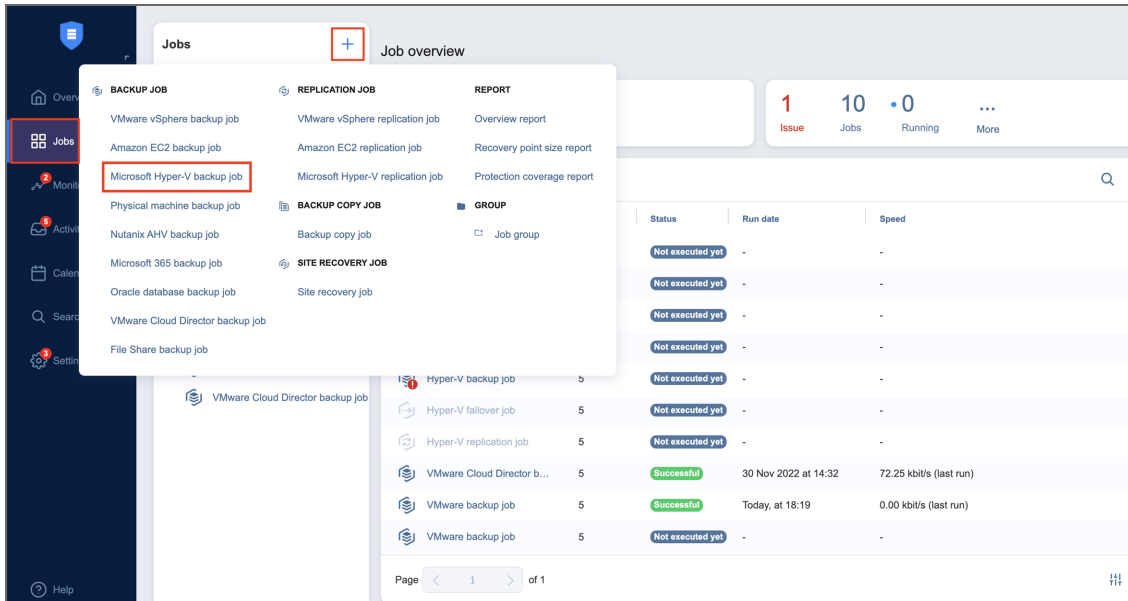 Jobs
+
Job overview
Jobs
2
5
3
Help
BACKUP JOB
VMware vSphere backup job
Amazon EC2 backup job
Microsoft Hyper-V backup job
Physical machine backup job
Nutanix AHV backup job
Microsoft 365 backup job
Oracle database backup job
VMware Cloud Director backup job
File Share backup job
REPLICATION JOB
VMware vSphere replication job
Amazon EC2 replication job
Microsoft Hyper-V replication job
BACKUP COPY JOB
Backup copy job
SITE RECOVERY JOB
Site recovery job
REPORT
Overview report
Recovery point size report
Protection coverage report
GROUP
Job group
VMware Cloud Director backup job
1 10 0 ...
Issue Jobs Running More
Status Run date Speed
Not executed yet - -
Not executed yet - -
Not executed yet - -
Not executed yet - -
Hyper-V backup job 5 Not executed yet - -
Hyper-V failover job 5 Not executed yet - -
Hyper-V replication job 5 Not executed yet - -
VMware Cloud Director b... 5 Successful 30 Nov 2022 at 14:32 72.25 kbit/s (last run)
VMware backup job 5 Successful Today, at 18:19 0.00 kbit/s (last run)
VMware backup job 5 Not executed yet - -
Page 1 of 1